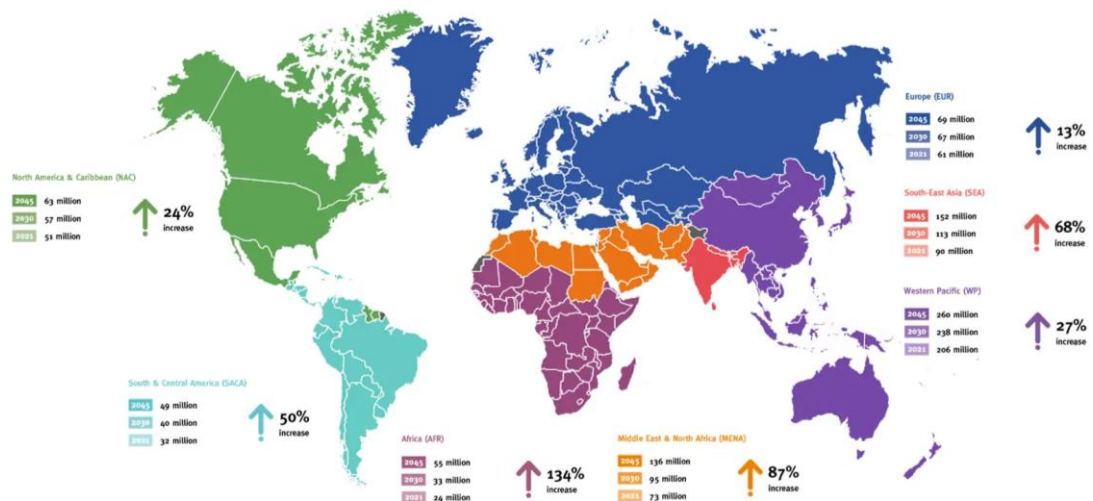 Europe (EUR)
2045 69 million
2030 67 million
2021 61 million
13%
increase
North America & Caribbean (NAC)
2045 63 million
2030 57 million
2021 51 million
24%
increase
South-East Asia (SEA)
2045 152 million
2030 113 million
2021 90 million
68%
increase
Western Pacific (WP)
2045 260 million
2030 238 million
2021 206 million
27%
increase
South & Central America (SACA)
2045 49 million
2030 40 million
2021 32 million
50%
increase
Africa (AFR)
2045 55 million
2030 33 million
2021 24 million
134%
increase
Middle East & North Africa (MENA)
2045 136 million
2030 95 million
2021 73 million
87%
increase